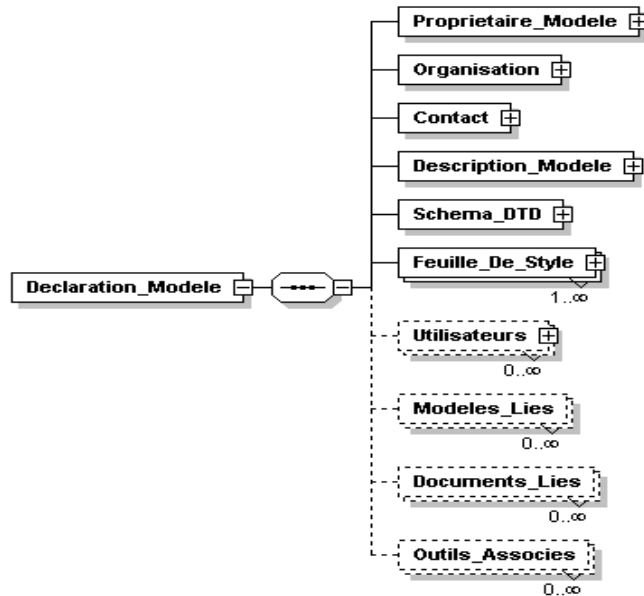 Proprietaire_Modele
Organisation
Contact
Description_Modele
Schema_DTD
Declaration_Modele
Feuille_De_Style
1..∞
Utilisateurs
0..∞
Modeles_Lies
0..∞
Documents_Lies
0..∞
Outils_Associes
0..∞